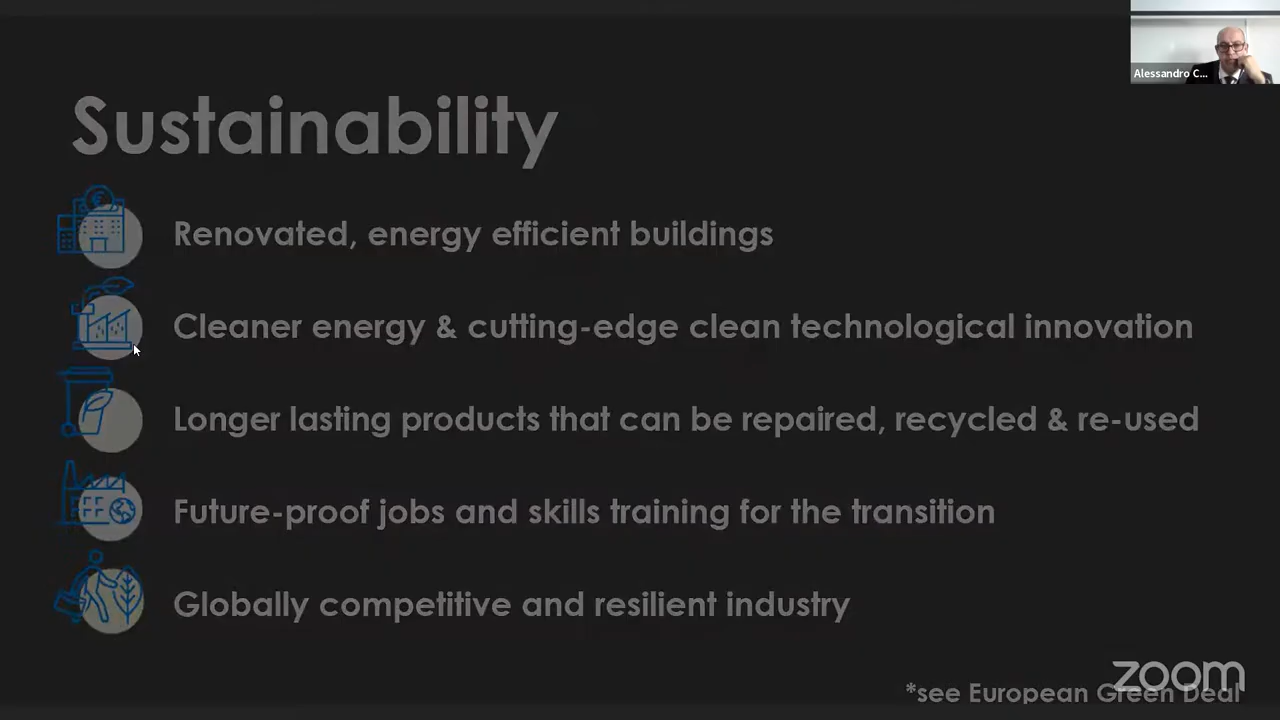 Alessandro C...
Sustainability
Renovated, energy efficient buildings
Cleaner energy & cutting-edge clean technological innovation
Longer lasting products that can be repaired, recycled & re-used
Future-proof jobs and skills training for the transition
Globally competitive and resilient industry
zoom
*see European Green Deal